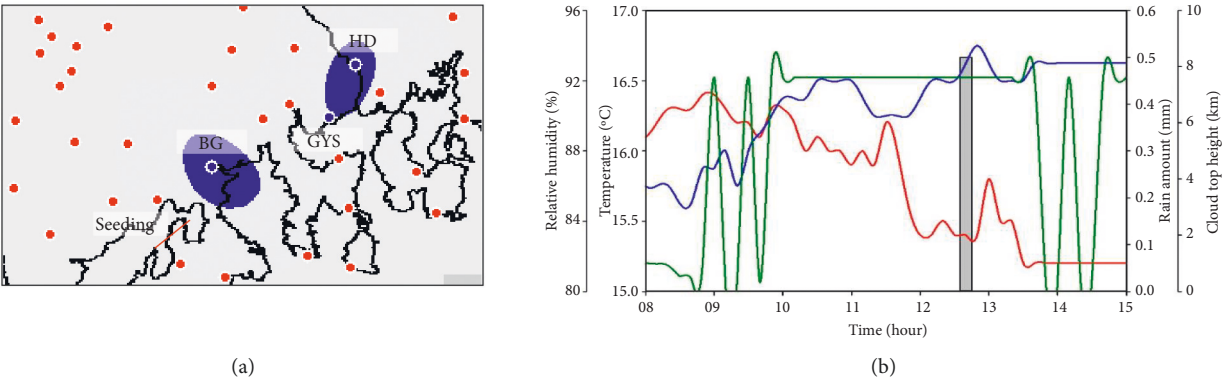 HD
GYS
BG
Seeding
(a)
Relative humidity (%)
96
92
88
84
80
Temperature (°C)
17.0
16.5
16.0
15.5
15.0
08
09
10
11
12
13
14
15
Time (hour)
0.6
0.5
0.4
0.3
0.2
0.1
0.0
Rain amount (mm)
10
8
6
4
2
0
Cloud top height (km)
(b)